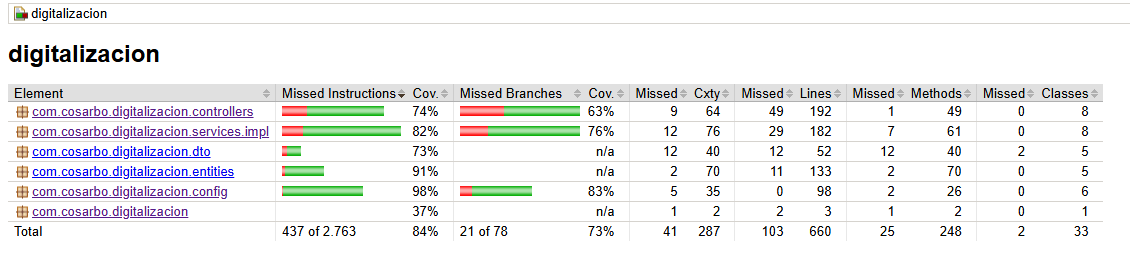 digitalizacion
digitalizacion
Element Missed Instructions Cov. Missed Branches Cov. Missed Cxty Missed Lines Missed Methods Missed Classes
com.cosarbo.digitalizacion.controllers 74% 63% 9 64 49 192 1 49 0 8
com.cosarbo.digitalizacion.services.impl 82% 76% 12 76 29 182 7 61 0 8
com.cosarbo.digitalizacion.dto 73% n/a 12 40 12 52 12 40 2 5
com.cosarbo.digitalizacion.entities 91% n/a 2 70 11 133 2 70 0 5
com.cosarbo.digitalizacion.config 98% 83% 5 35 0 98 2 26 0 6
com.cosarbo.digitalizacion 37% n/a 1 2 2 3 1 2 0 1
Total 437 of 2.763 84% 21 of 78 73% 41 287 103 660 25 248 2 33